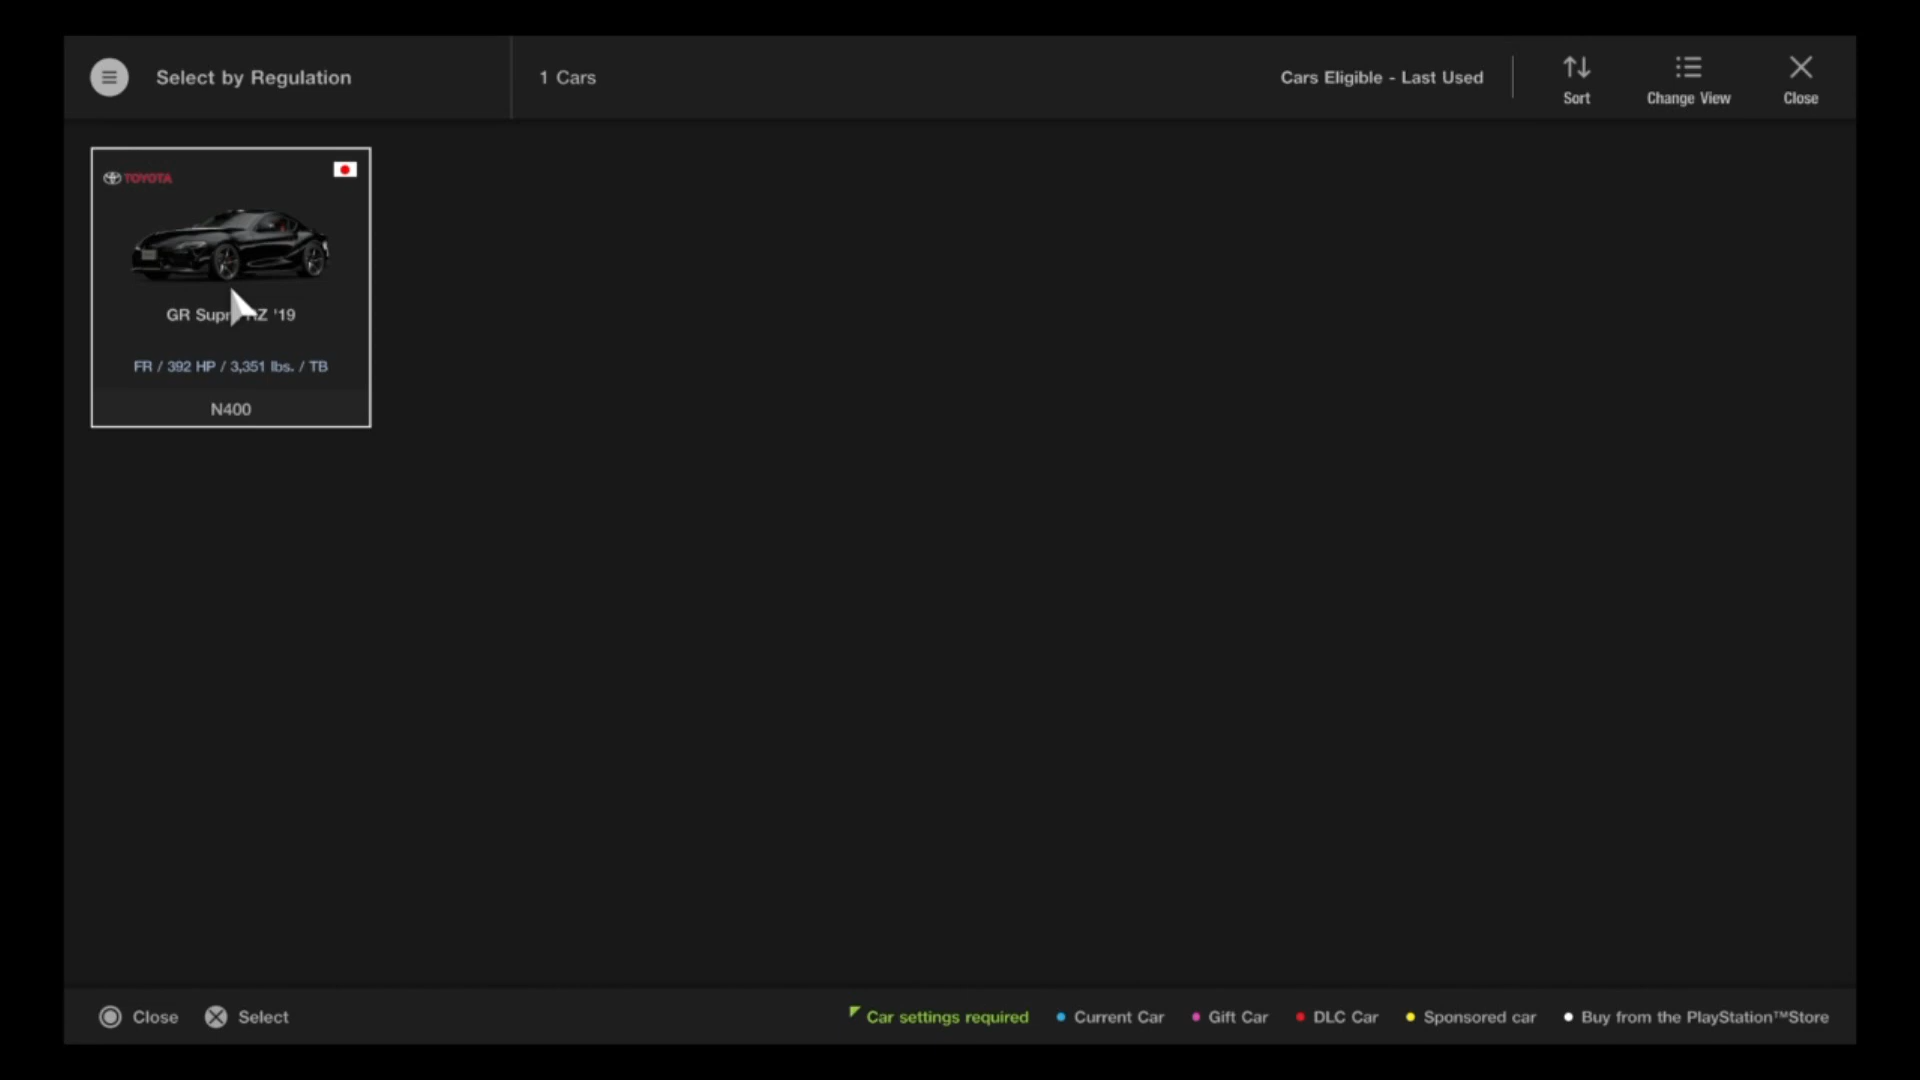 Select by Regulation
1 Cars
Cars Eligible - Last Used
Sort
Change View
Close
TOYOTA
GR '19
FR / 392 HP / 3,351 lbs. / TB
N400
Close
Select
Car settings required
Current Car
Gift Car
DLC Car
Sponsored car
Buy from the PlayStation™Store